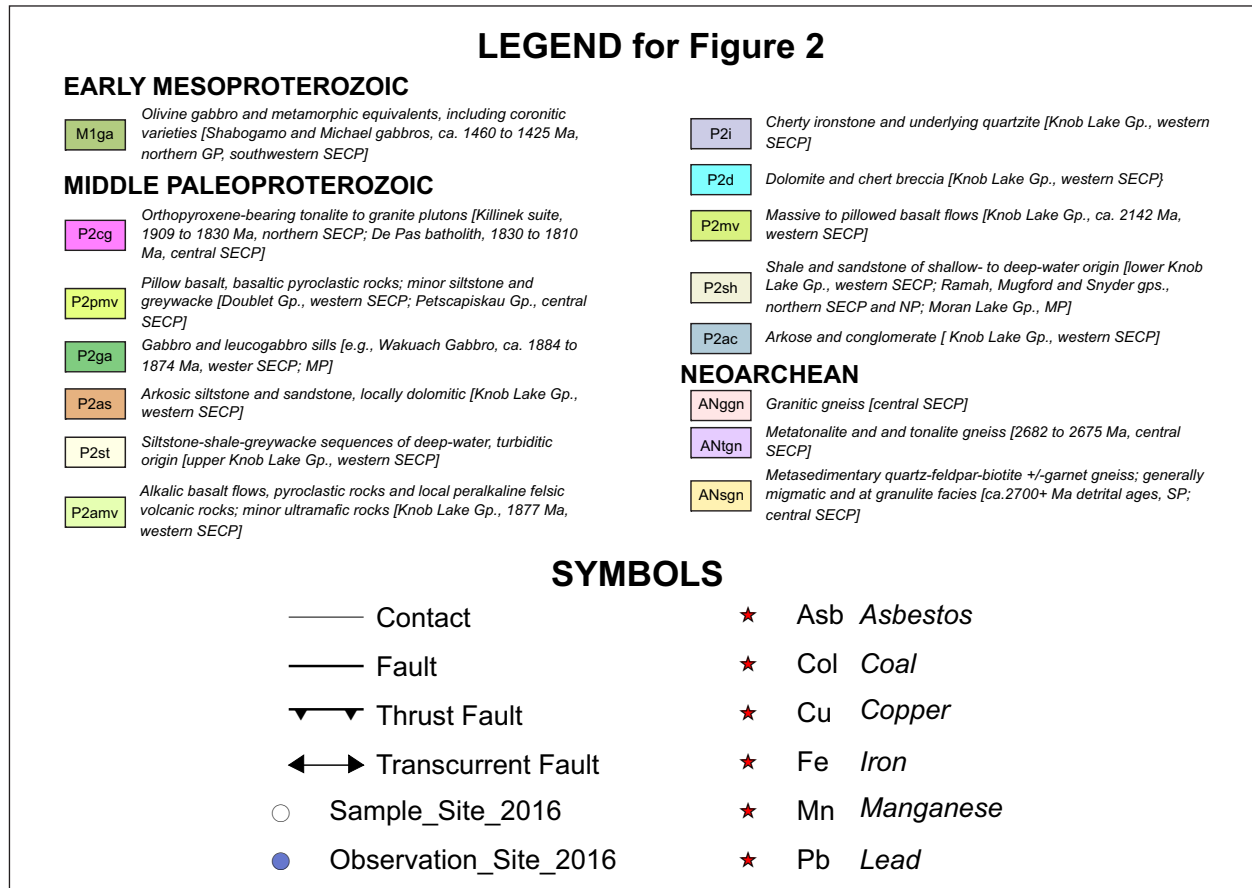 LEGEND for Figure 2
EARLY MESOPROTEROZOIC
M1ga
Olivine gabbro and metamorphic equivalents, including coronitic
varieties [Shabogamo and Michael gabbros, ca. 1460 to 1425 Ma,
northern GP, southwestern SECP]
MIDDLE PALEOPROTEROZOIC
P2cg
Orthopyroxene-bearing tonalite to granite plutons [Killinek suite,
1909 to 1830 Ma, northern SECP; De Pas batholith, 1830 to 1810
Ma, central SECP]
P2pmv
Pillow basalt, basaltic pyroclastic rocks; minor siltstone and
greywacke [Doublet Gp., western SECP; Petscapiskau Gp., central
SECP]
P2ga
Gabbro and leucogabbro sills [e.g., Wakuach Gabbro, ca. 1884 to
1874 Ma, wester SECP; MP]
P2as
Arkosic siltstone and sandstone, locally dolomitic [Knob Lake Gp.,
western SECP]
P2st
Siltstone-shale-greywacke sequences of deep-water, turbiditic
origin [upper Knob Lake Gp., western SECP]
P2amv
Alkalic basalt flows, pyroclastic rocks and local peralkaline felsic
volcanic rocks; minor ultramafic rocks [Knob Lake Gp., 1877 Ma,
western SECP]
P2i
Cherty ironstone and underlying quartzite [Knob Lake Gp., western
SECP]
P2d
Dolomite and chert breccia [Knob Lake Gp., western SECP}
P2mv
Massive to pillowed basalt flows [Knob Lake Gp., ca. 2142 Ma,
western SECP]
P2sh
Shale and sandstone of shallow- to deep-water origin [lower Knob
Lake Gp., western SECP; Ramah, Mugford and Snyder gps.,
northern SECP and NP; Moran Lake Gp., MP]
P2ac
Arkose and conglomerate [ Knob Lake Gp., western SECP]
NEOARCHEAN
ANggn
Granitic gneiss [central SECP]
ANtgn
Metatonalite and and tonalite gneiss [2682 to 2675 Ma, central
SECP]
ANsgn
Metasedimentary quartz-feldpar-biotite +/-garnet gneiss; generally
migmatic and at granulite facies [ca.2700+ Ma detrital ages, SP;
central SECP]
SYMBOLS
Contact
Fault
Thrust Fault
Transcurrent Fault
Sample_Site_2016
Observation_Site_2016
Asb Asbestos
Col Coal
Cu Copper
Fe Iron
Mn Manganese
Pb Lead